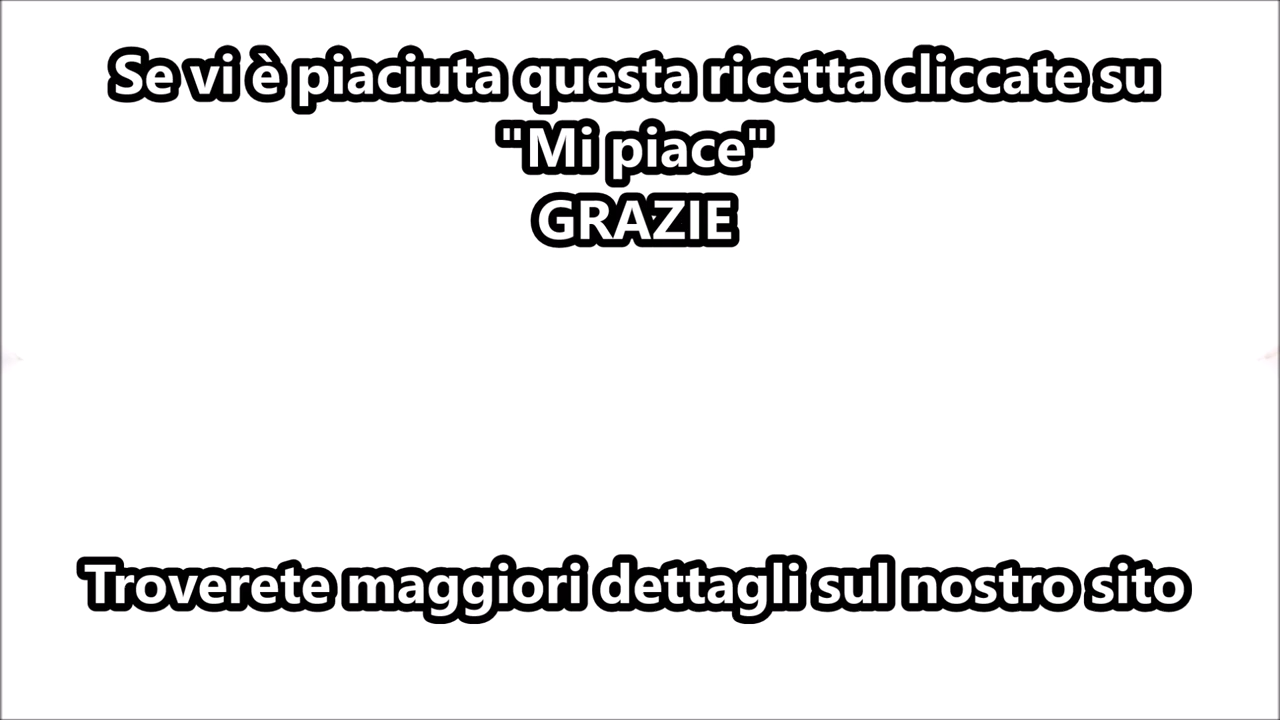 Se vi è piaciuta questa ricetta cliccate su
"Mi piace"
GRAZIE
Troverete maggiori dettagli sul nostro sito